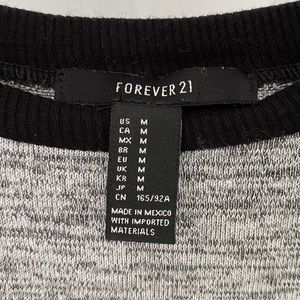 FOREVER 21
US M
CA M
MX M
BR M
EU M
UK M
KR M
JP M
CN 165/92A
MADE IN MEXICO
WITH IMPORTED
MATERIALS